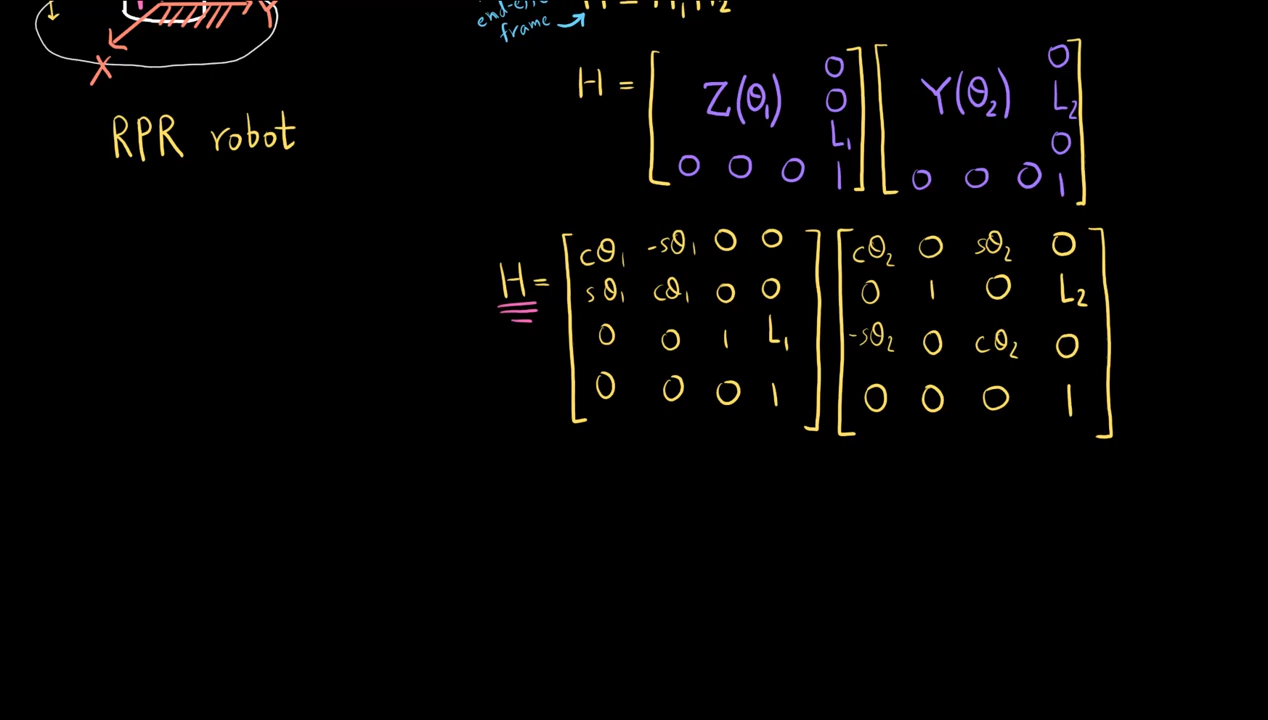 Y
end-eff
frame
H = H₁H₂
X
RPR robot
H = [ Z(θ₁) 0 ] [ Y(θ₂) 0 ]
0 L₂
L₁ 0
0 0 0 1 0 0 0 1
H = [ cθ₁ -sθ₁ 0 0 ] [ cθ₂ 0 sθ₂ 0 ]
sθ₁ cθ₁ 0 0 0 1 0 L₂
0 0 1 L₁ -sθ₂ 0 cθ₂ 0
0 0 0 1 0 0 0 1